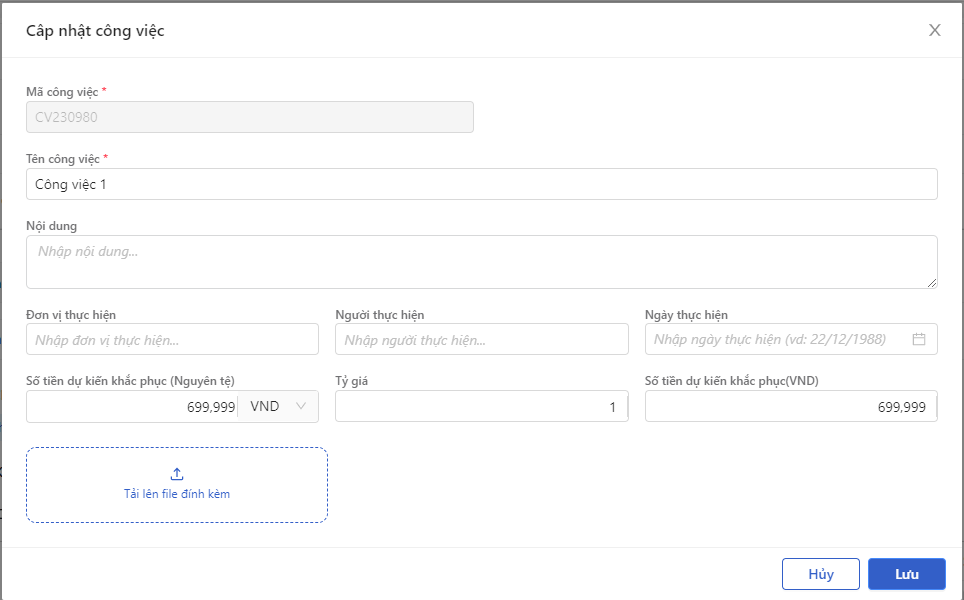 Câp nhật công việc
Mã công việc *
CV230980
Tên công việc *
Công việc 1
Nội dung
Nhập nội dung...
Đơn vị thực hiện Người thực hiện Ngày thực hiện
Nhập đơn vị thực hiện... Nhập người thực hiện... Nhập ngày thực hiện (vd: 22/12/1988)
Số tiền dự kiến khắc phục (Nguyên tệ) Tỷ giá Số tiền dự kiến khắc phục(VND)
699,999 VND 1 699,999
Tải lên file đính kèm
Hủy Lưu